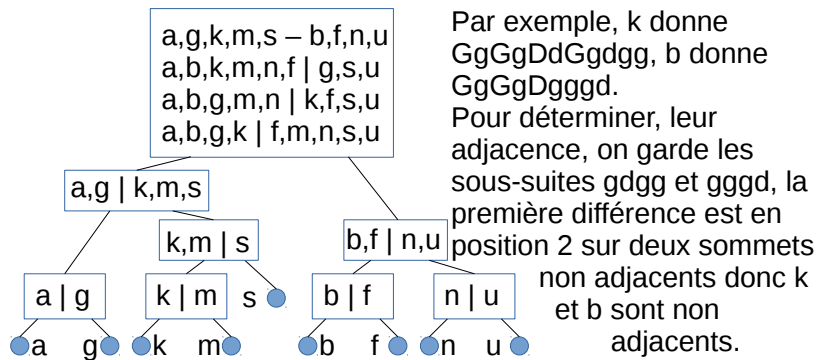 a,g,k,m,s – b,f,n,u
a,b,k,m,n,f | g,s,u
a,b,g,m,n | k,f,s,u
a,b,g,k | f,m,n,s,u
a,g | k,m,s
k,m | s
b,f | n,u
a | g
k | m
s
b | f
n | u
a
g
k
m
b
f
n
u
Par exemple, k donne
GgGgDdGgdgg, b donne
GgGgDgggd.
Pour déterminer, leur
adjacence, on garde les
sous-suites gdgg et gggd, la
première différence est en
position 2 sur deux sommets
non adjacents donc k
et b sont non
adjacents.